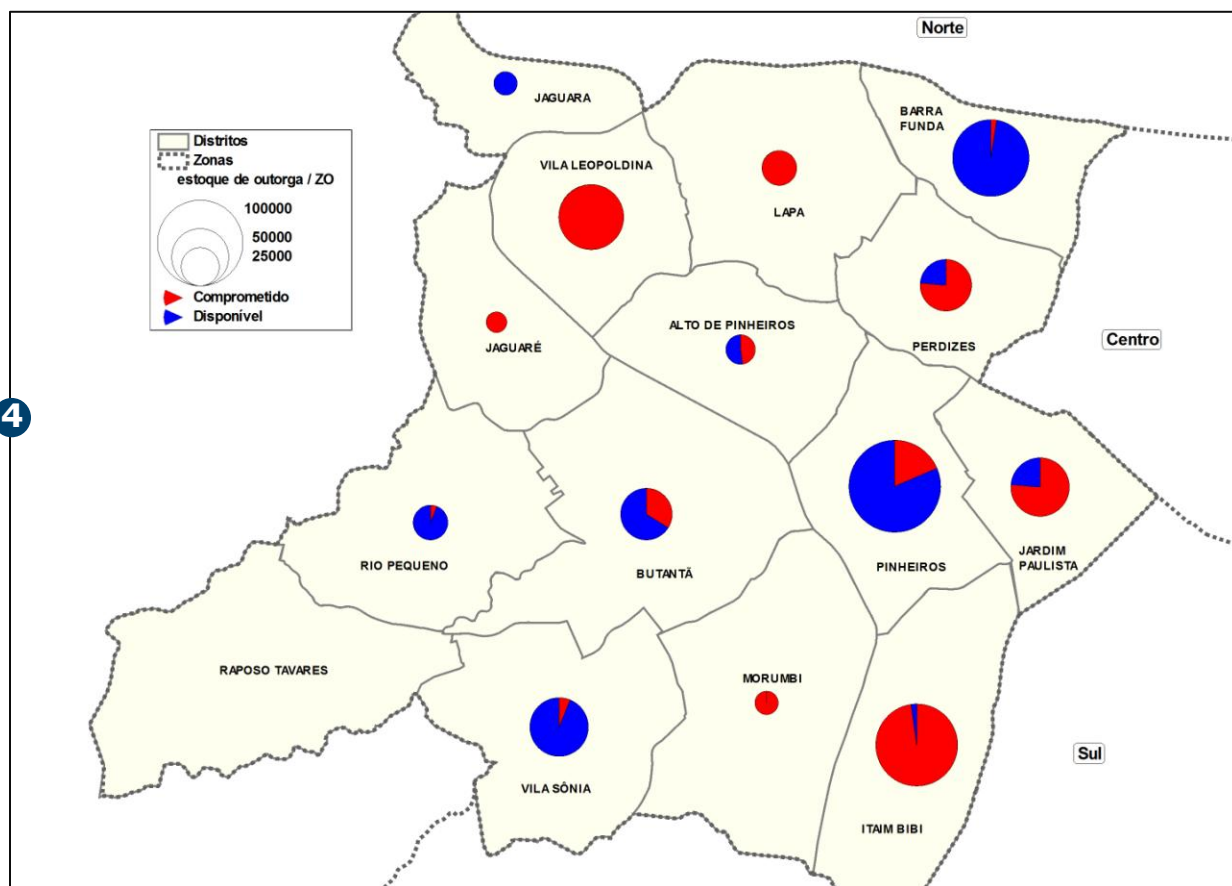 Norte
JAGUARA
BARRA
FUNDA
Distritos
Zonas
estoque de outorga / ZO
100000
50000
25000
Comprometido
Disponível
VILA LEOPOLDINA
LAPA
JAGUARÉ
ALTO DE PINHEIROS
PERDIZES
Centro
4
RIO PEQUENO
BUTANTÃ
PINHEIROS
JARDIM
PAULISTA
RAPOSO TAVARES
MORUMBI
VILA SÔNIA
ITAIM BIBI
Sul